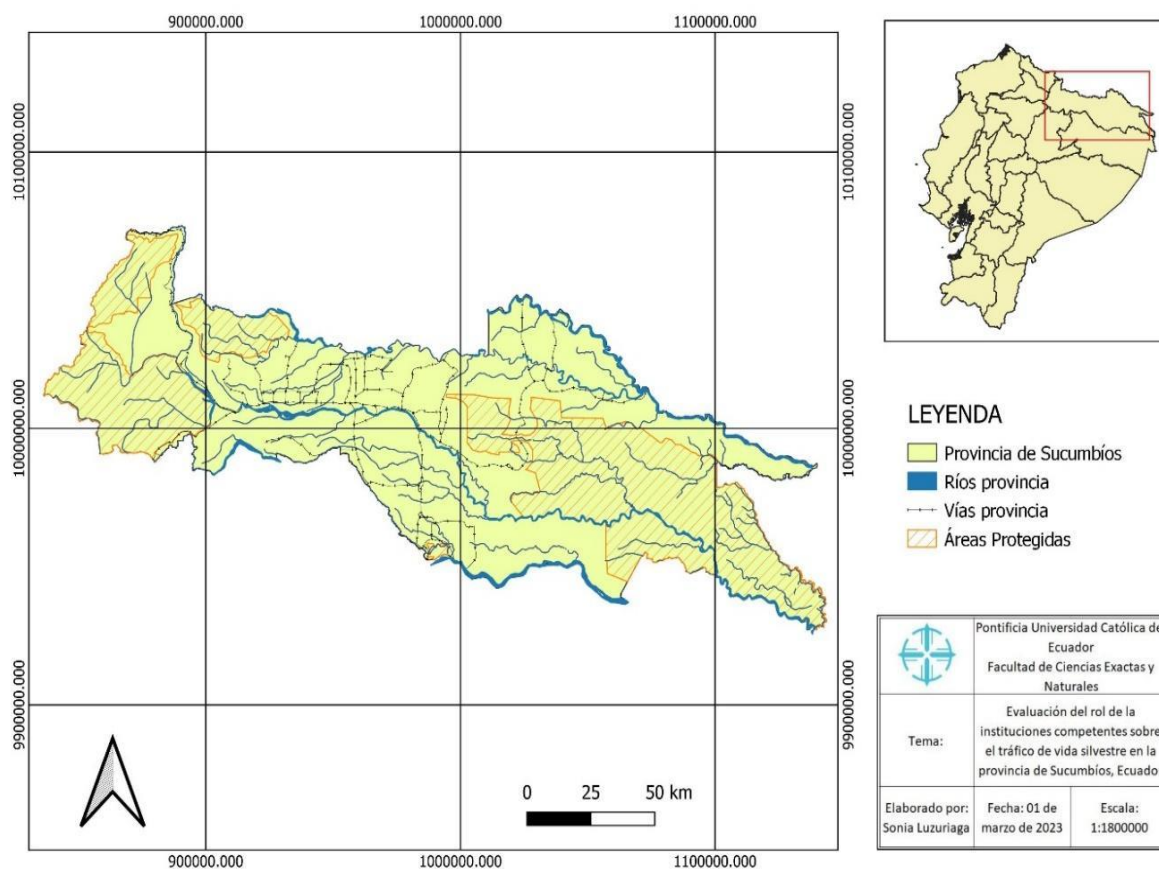 900000.000
1000000.000
1100000.000
10100000.000
10100000.000
10000000.000
10000000.000
9900000.000
9900000.000
0
25
50 km
900000.000
1000000.000
1100000.000
LEYENDA
Provincia de Sucumbíos
Ríos provincia
Vías provincia
Áreas Protegidas
Pontificia Universidad Católica de
Ecuador
Facultad de Ciencias Exactas y
Naturales
Tema:
Evaluación del rol de la
instituciones competentes sobre
el tráfico de vida silvestre en la
provincia de Sucumbíos, Ecuado
Elaborado por:
Sonia Luzuriaga
Fecha: 01 de
marzo de 2023
Escala:
1:1800000